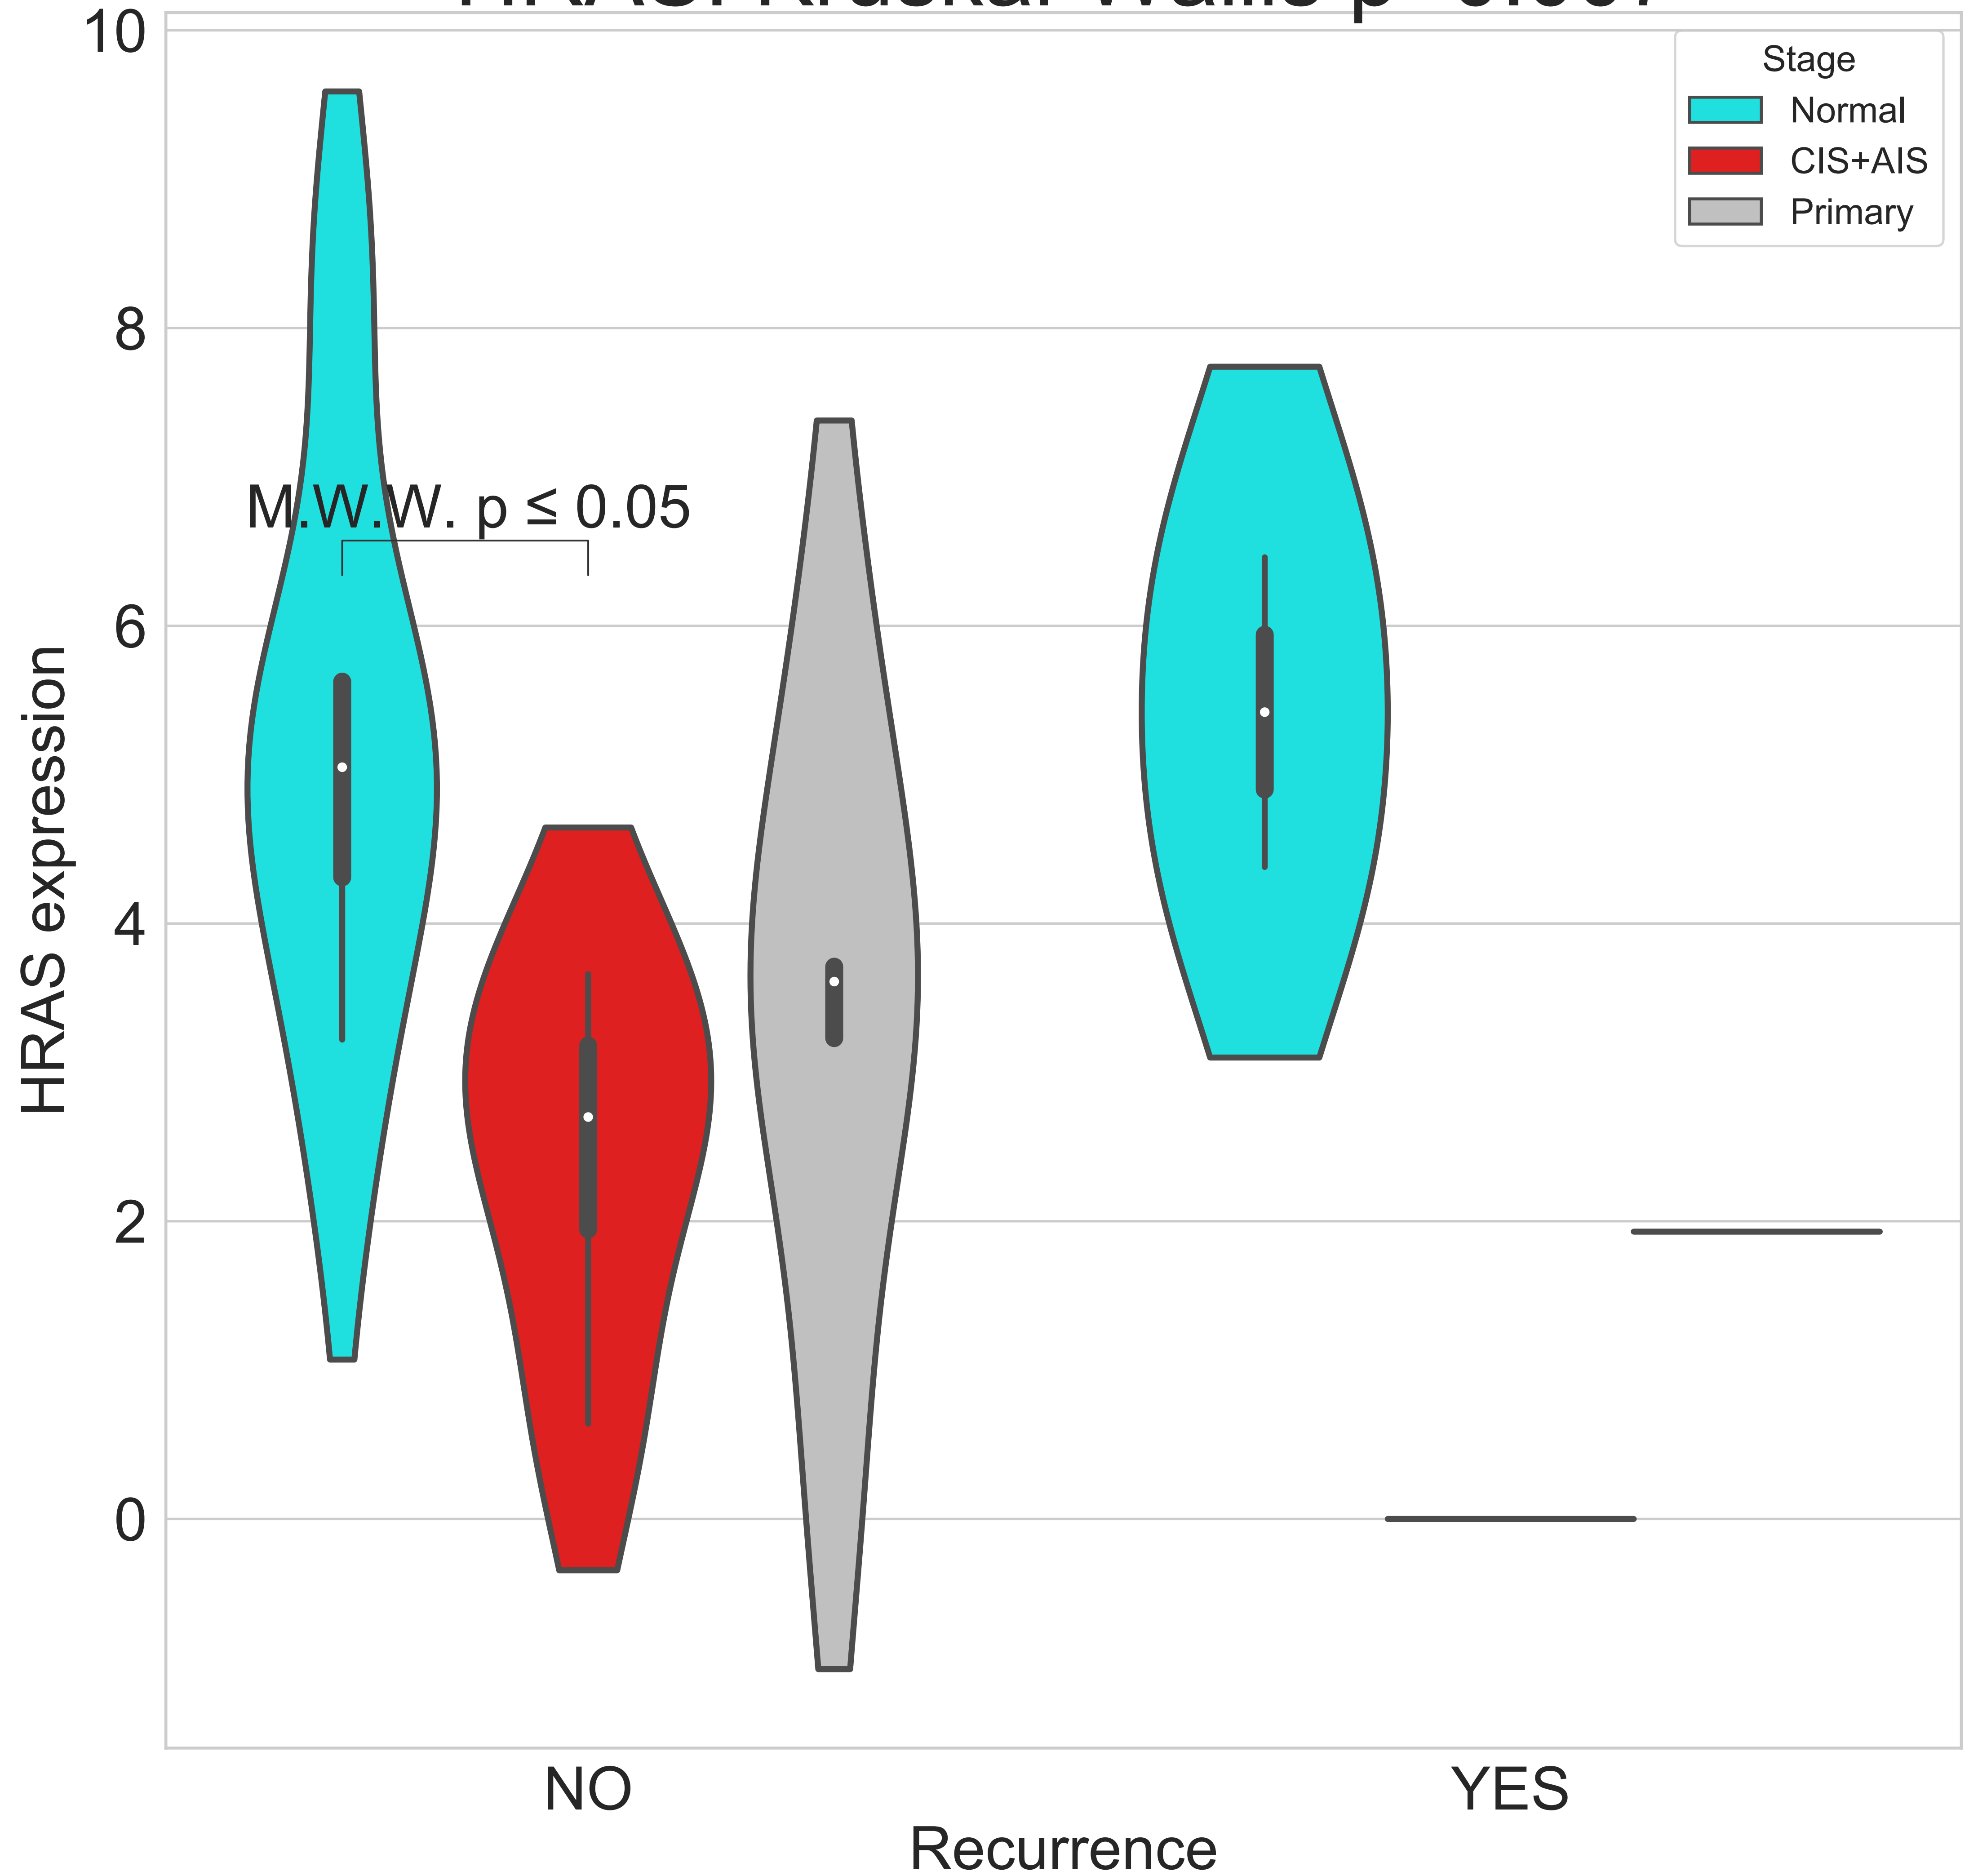 10
Stage
Normal
CIS+AIS
Primary
8
M.W.W. p ≤ 0.05
6
HRAS expression
4
2
0
NO
YES
Recurrence